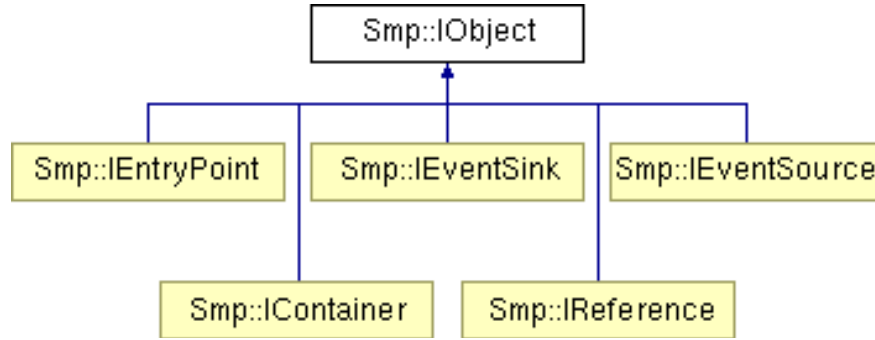 Smp::IObject
Smp::IEntryPoint
Smp::IEventSink
Smp::IEventSource
Smp::IContainer
Smp::IReference